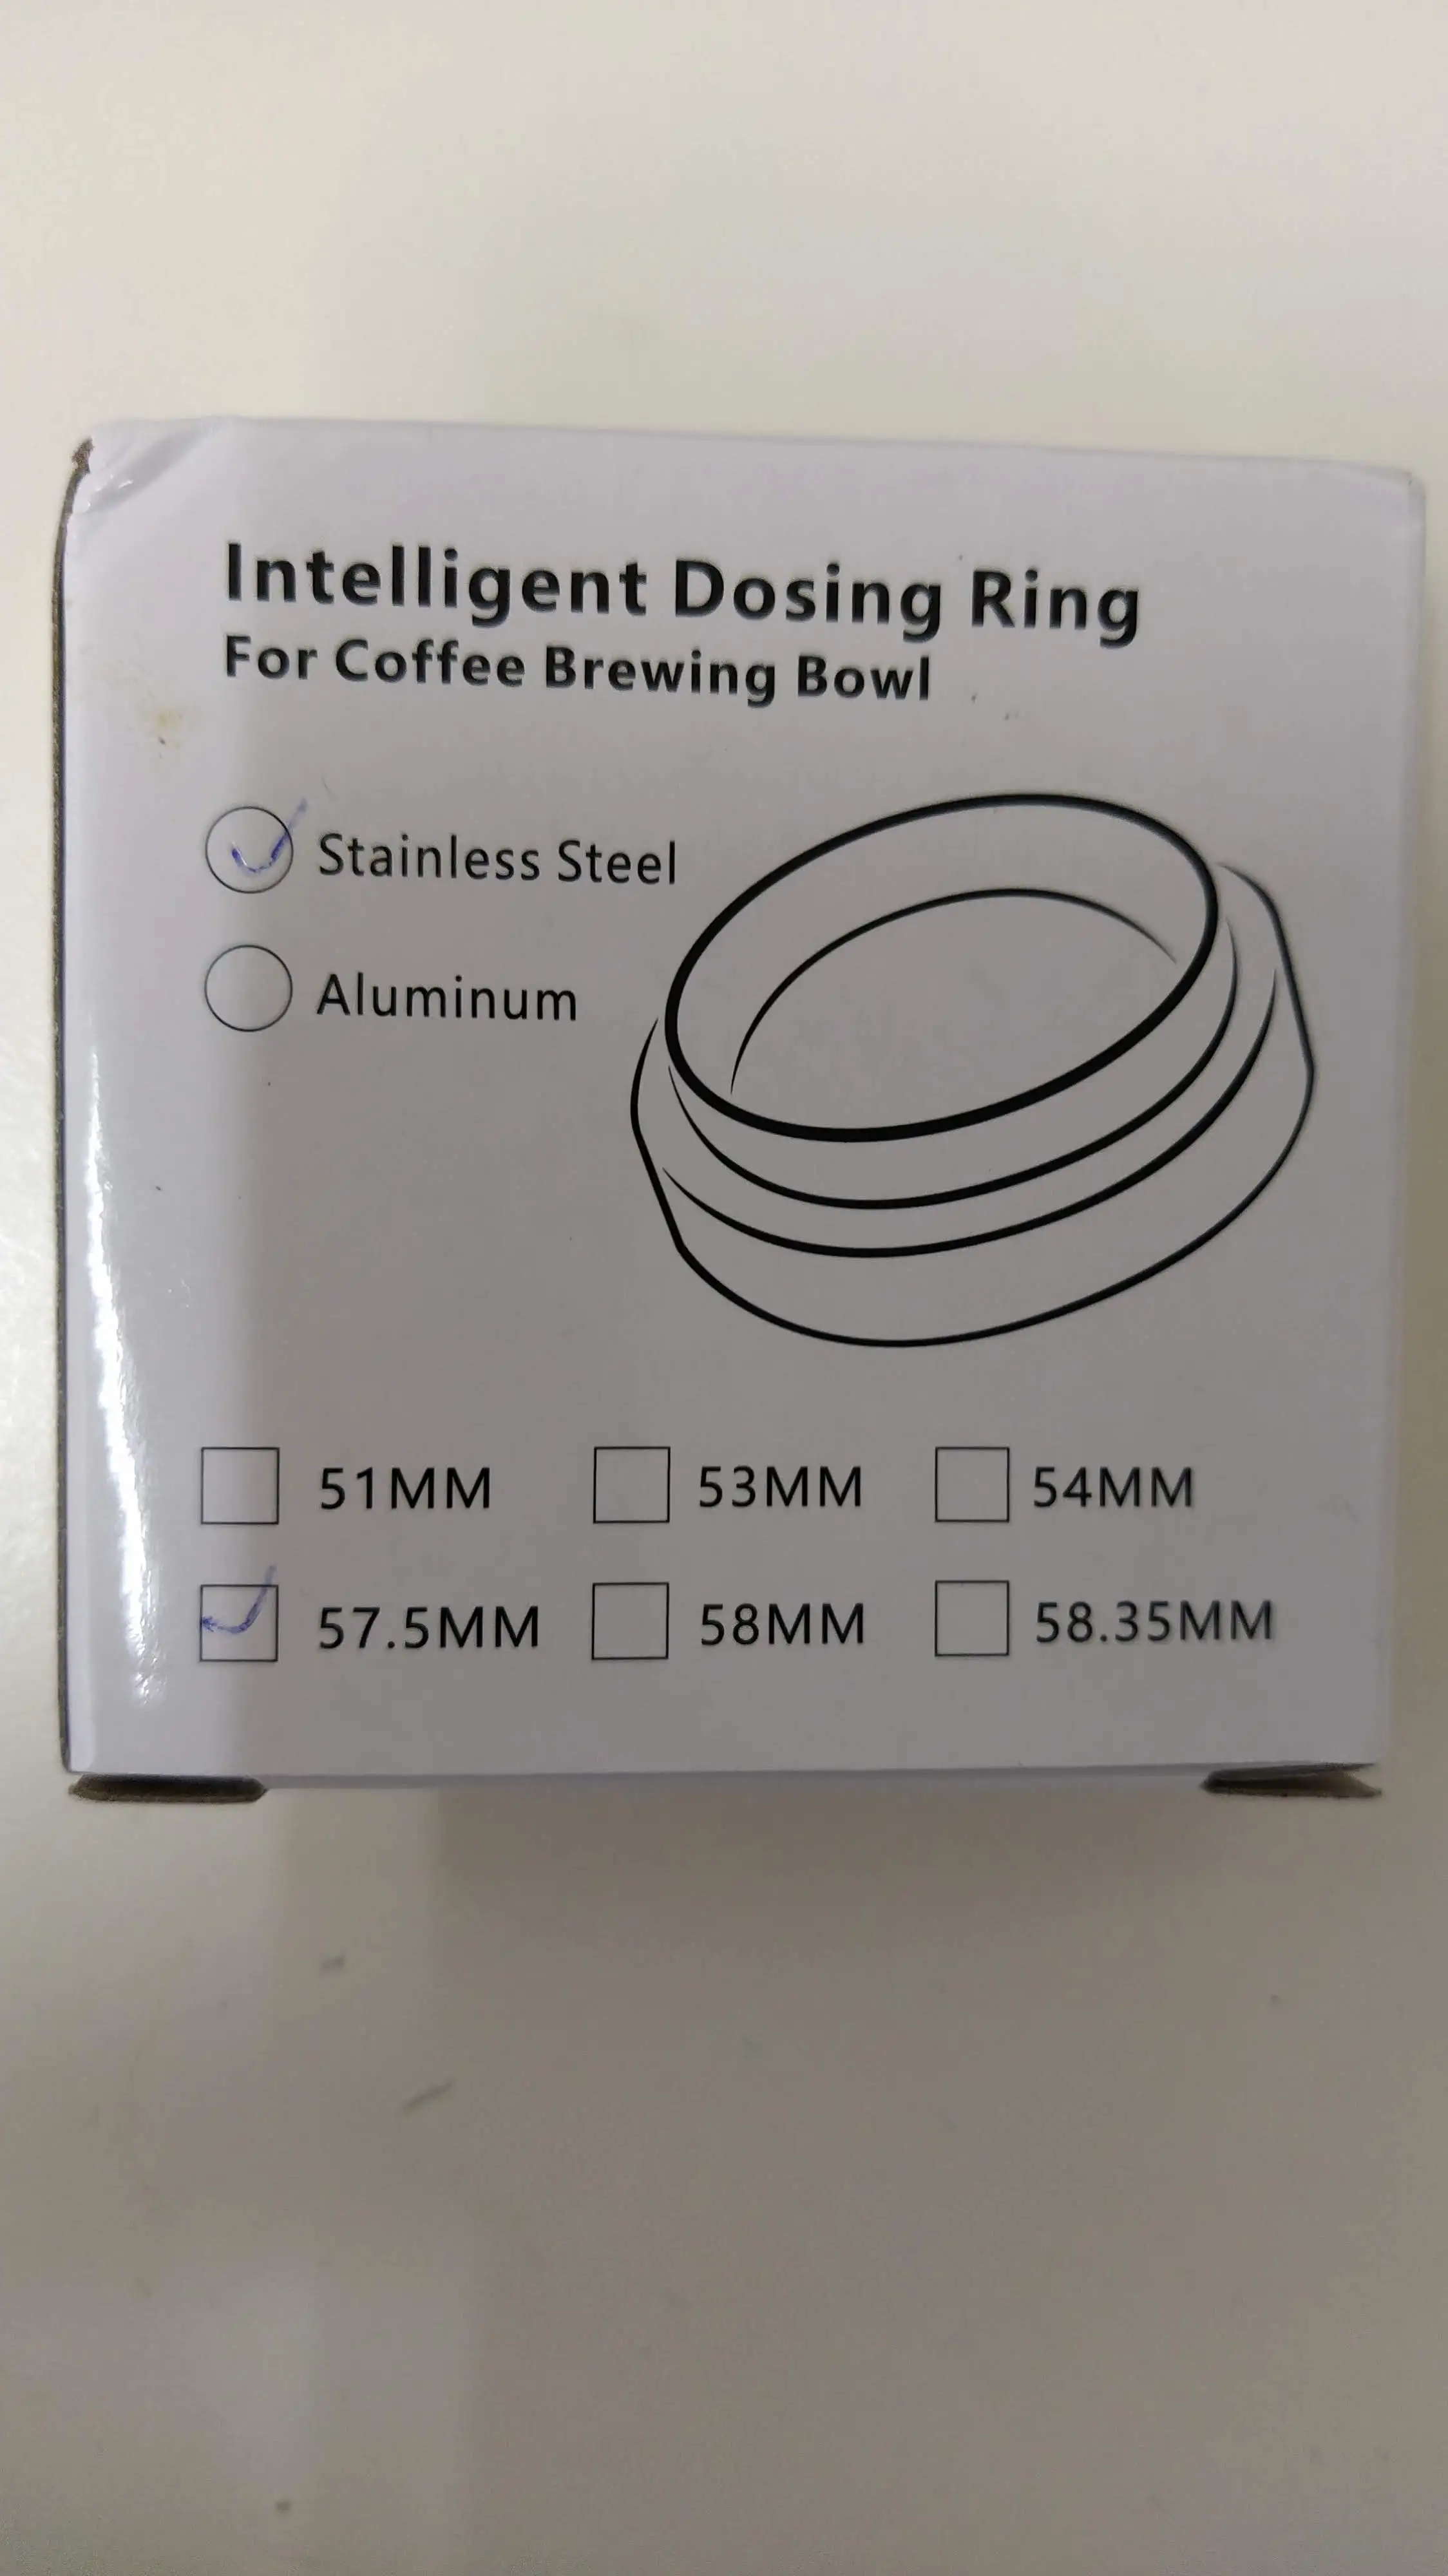 Intelligent Dosing Ring
For Coffee Brewing Bowl
Stainless Steel
Aluminum
51MM 53MM 54MM
57.5MM 58MM 58.35MM